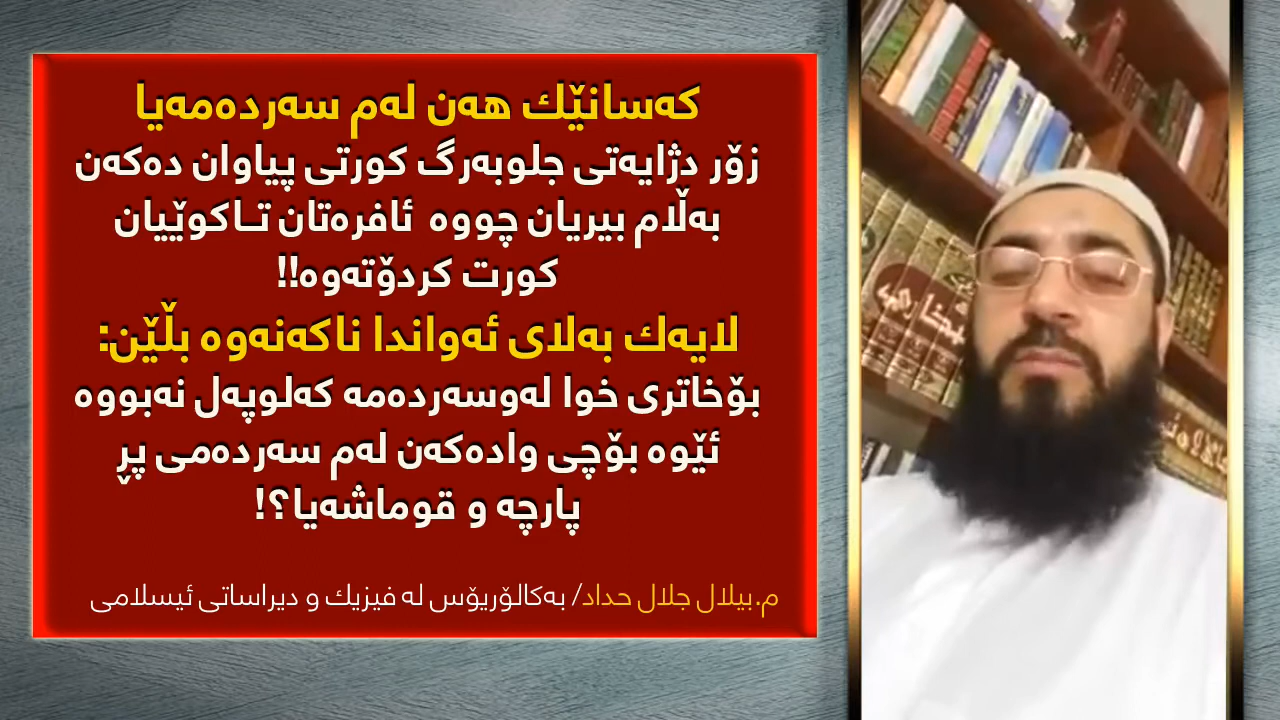 کەسانێك هەن لەم سەردەمەیا
زۆر دژایەتی جلوبەرگ کورتی پیاوان دەکەن
بەڵام بیریان چووە ئافرەتان تــاکوێیان
کورت کردۆتەوە!!
لایەك بەلای ئەواندا ناکەنەوە بڵێن:
بۆخاتری خوا لەوسەردەمە کەلوپەل نەبووە
ئێوە بۆچی وادەکەن لەم سەردەمی پڕ
پارچە و قوماشەیا؟!
م.بیلال جلال حداد/ بەکالۆریۆس لە فیزیك و دیراساتی ئیسلامی